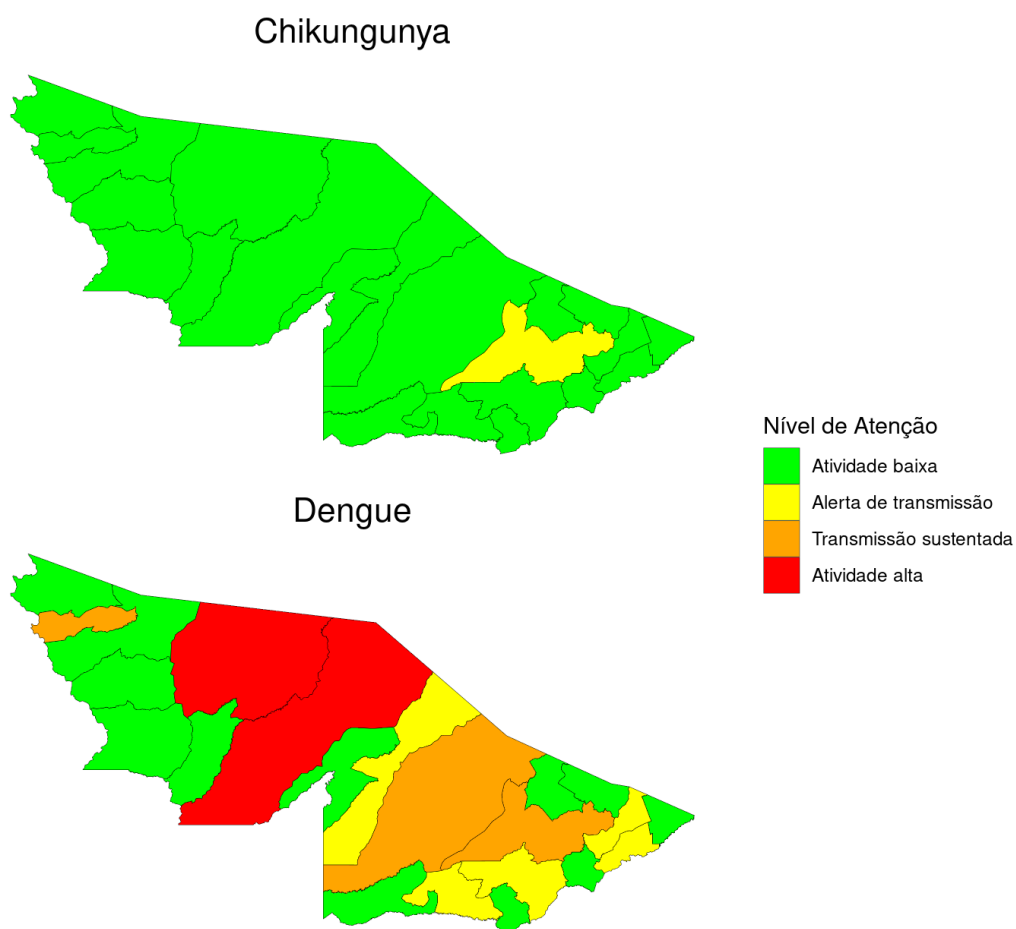 Chikungunya
Nível de Atenção
Atividade baixa
Alerta de transmissão
Transmissão sustentada
Atividade alta
Dengue